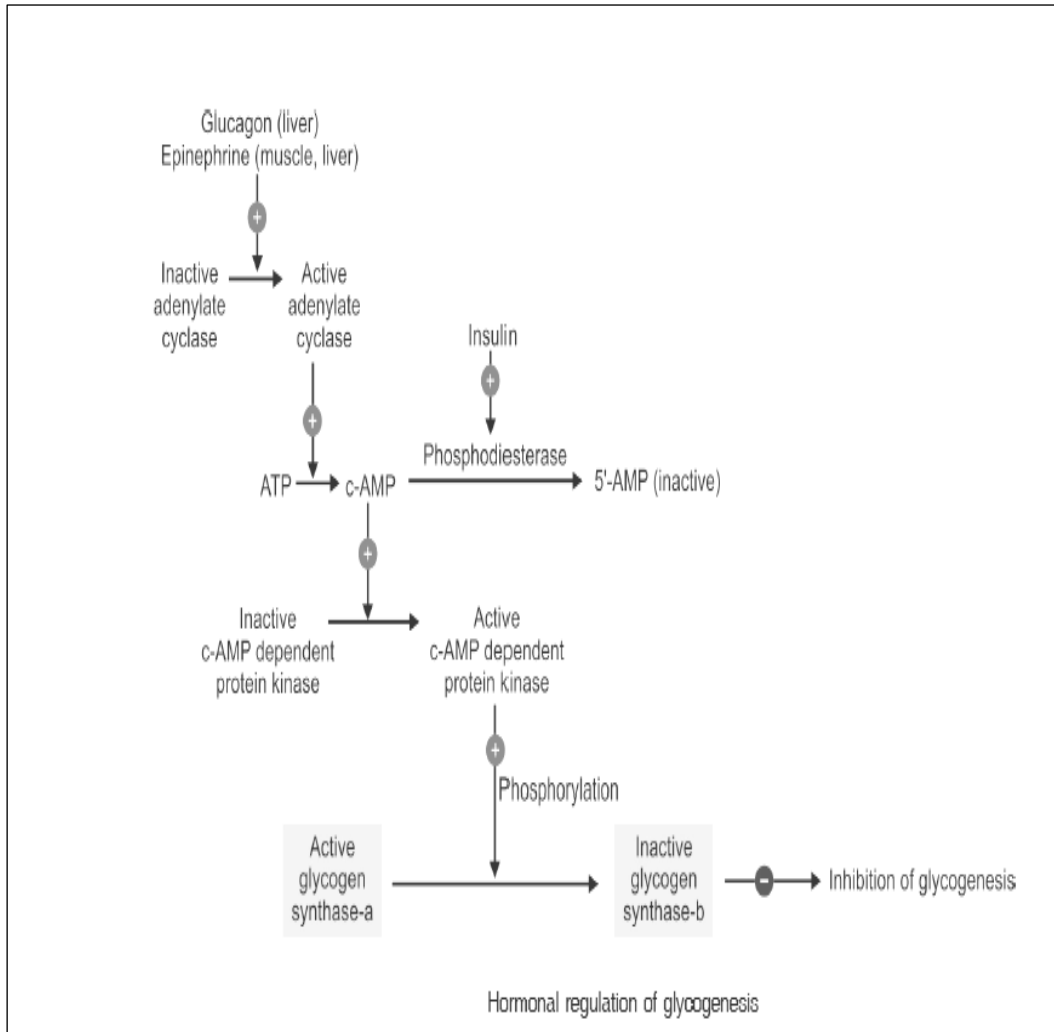 Glucagon (liver)
Epinephrine (muscle, liver)
+
Inactive
adenylate
cyclase
Active
adenylate
cyclase
Insulin
+
+
Phosphodiesterase
ATP
c-AMP
5'-AMP (inactive)
+
Inactive
c-AMP dependent
protein kinase
Active
c-AMP dependent
protein kinase
+
Phosphorylation
Active
glycogen
synthase-a
Inactive
glycogen
synthase-b
-
Inhibition of glycogenesis
Hormonal regulation of glycogenesis